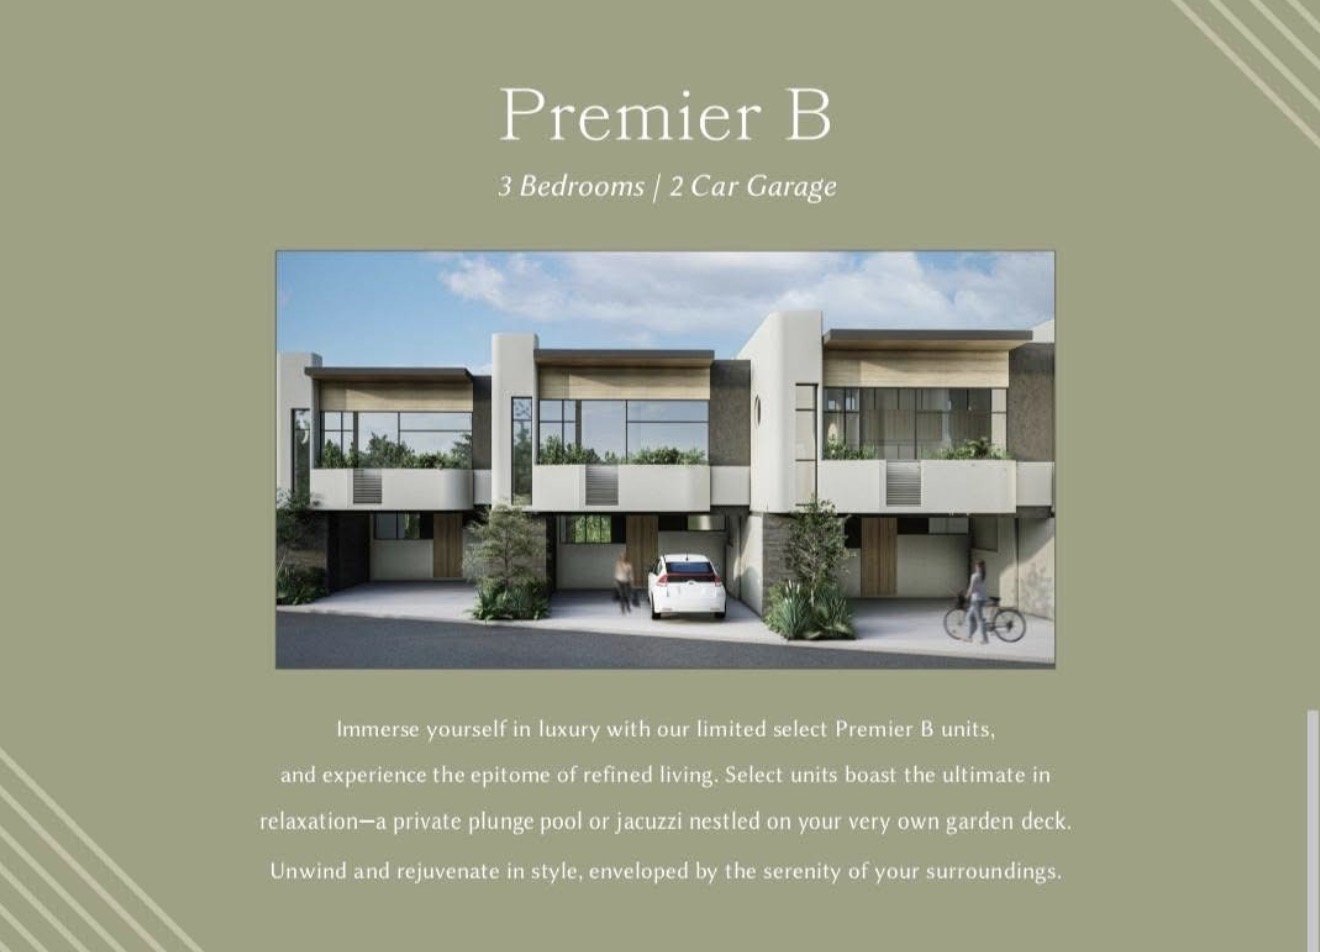 Premier B
3 Bedrooms | 2 Car Garage
Immerse yourself in luxury with our limited select Premier B units,
and experience the epitome of refined living. Select units boast the ultimate in
relaxation—a private plunge pool or jacuzzi nestled on your very own garden deck.
Unwind and rejuvenate in style, enveloped by the serenity of your surroundings.